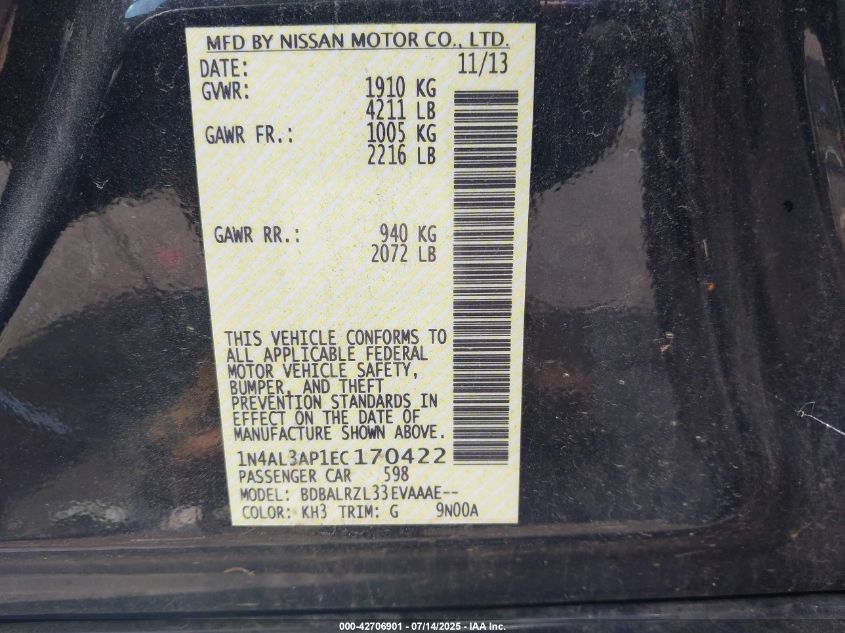 MFD BY NISSAN MOTOR CO., LTD.
DATE: 11/13
GVWR: 1910 KG
4211 LB
GAWR FR.: 1005 KG
2216 LB
GAWR RR.: 940 KG
2072 LB
THIS VEHICLE CONFORMS TO
ALL APPLICABLE FEDERAL
MOTOR VEHICLE SAFETY,
BUMPER, AND THEFT
PREVENTION STANDARDS IN
EFFECT ON THE DATE OF
MANUFACTURE SHOWN ABOVE.
1N4AL3AP1EC170422
PASSENGER CAR 598
MODEL: BDBALRZL33EVAAAE--
COLOR: KH3 TRIM: G 9N00A
000-42706901 - 07/14/2025 - IAA Inc.